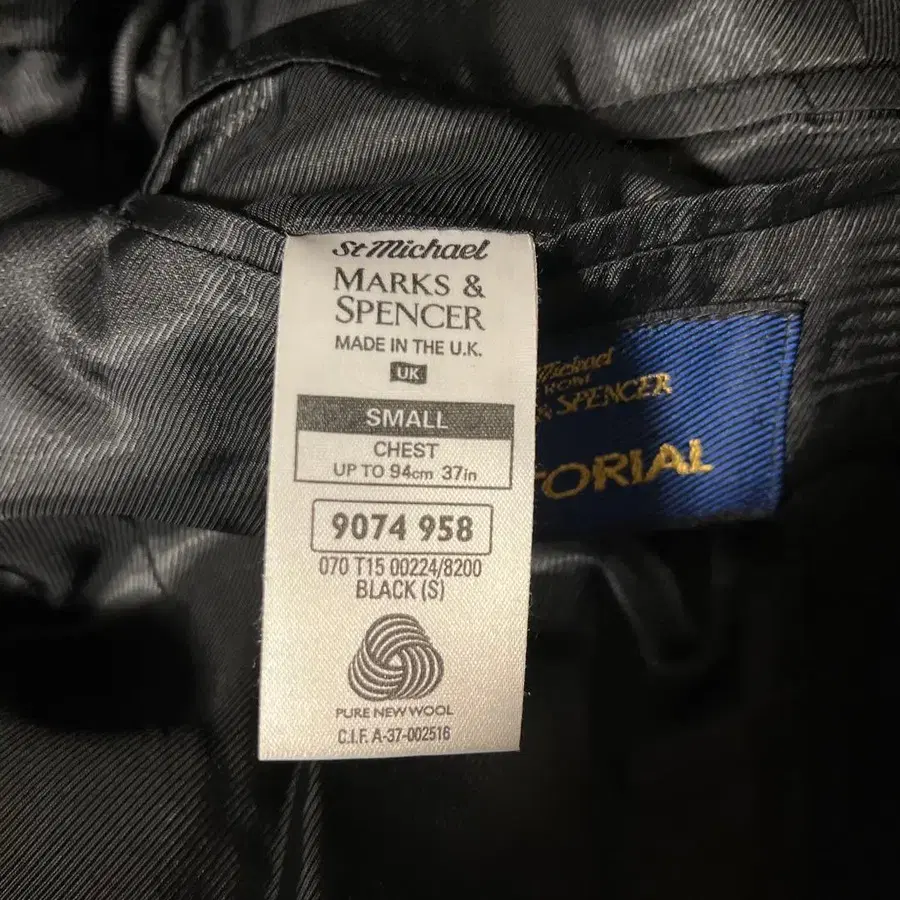 St Michael
MARKS &
SPENCER
MADE IN THE U.K.
UK
SMALL
CHEST
UP TO 94cm 37in
9074 958
070 T15 00224/8200
BLACK (S)
PURE NEW WOOL
C.I.F. A-37-002516
Michael
& SPENCER
TORIAL